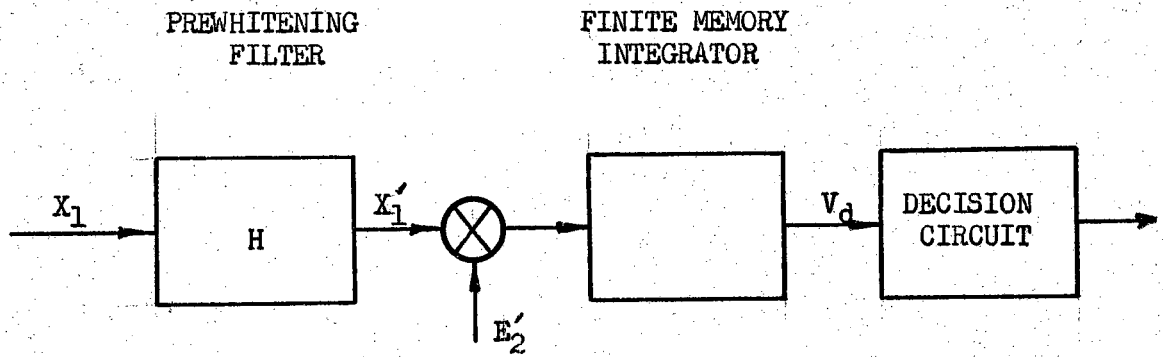 PREWHITENING
FILTER
FINITE MEMORY
INTEGRATOR
X1
H
X1′
E2′
Vd
DECISION
CIRCUIT